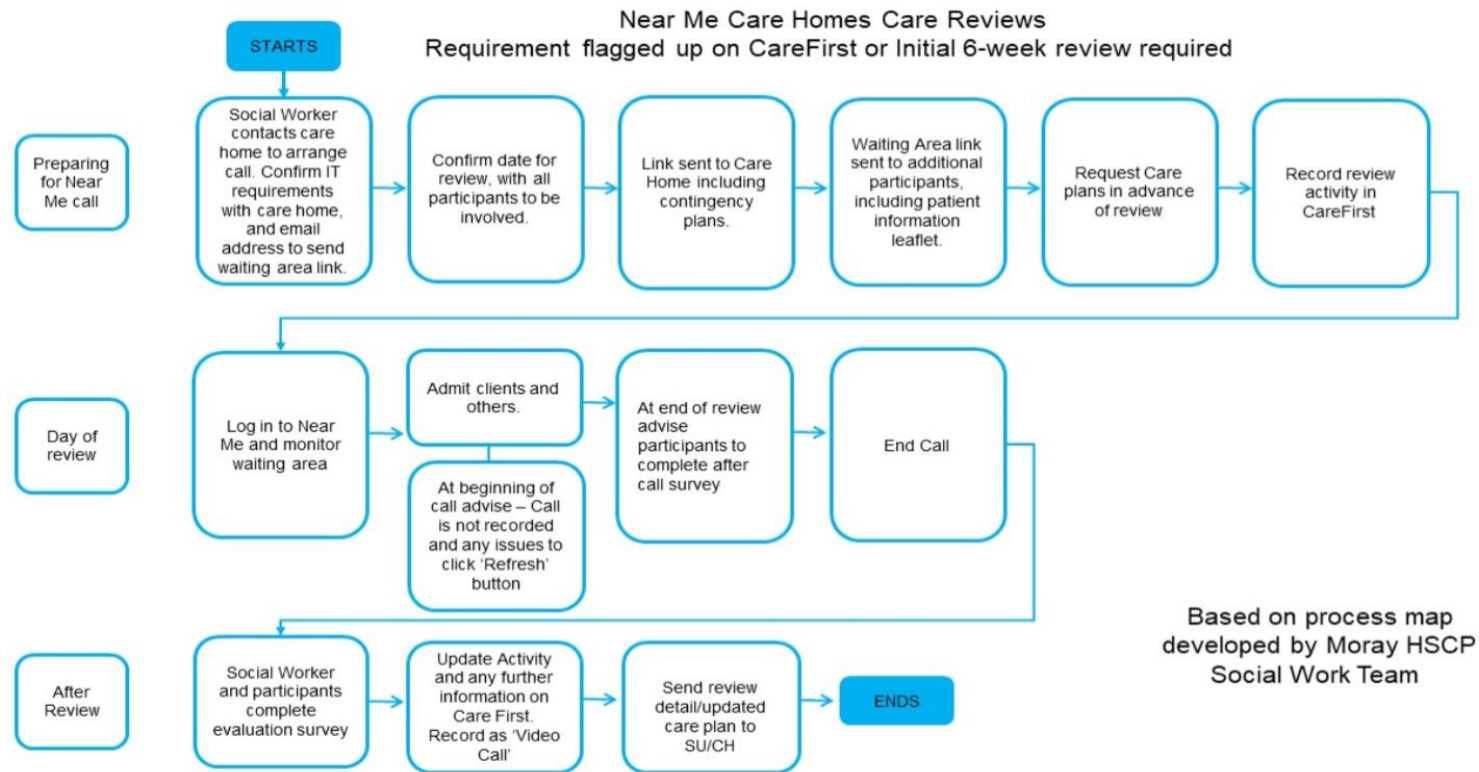 Near Me Care Homes Care Reviews
Requirement flagged up on CareFirst or Initial 6-week review required
STARTS
Preparing
for Near
Me call
Social Worker
contacts care
home to arrange
call. Confirm IT
requirements
with care home,
and email
address to send
waiting area link.
Confirm date for
review, with all
participants to be
involved.
Link sent to Care
Home including
contingency
plans.
Waiting Area link
sent to additional
participants,
including patient
information
leaflet.
Request Care
plans in advance
of review
Record review
activity in
CareFirst
Day of
review
Log in to Near
Me and monitor
waiting area
Admit clients and
others.
At beginning of
call advise – Call
is not recorded
and any issues to
click ‘Refresh’
button
At end of review
advise
participants to
complete after
call survey
End Call
After
Review
Social Worker
and participants
complete
evaluation survey
Update Activity
and any further
information on
Care First.
Record as ‘Video
Call’
Send review
detail/updated
care plan to
SU/CH
ENDS
Based on process map
developed by Moray HSCP
Social Work Team